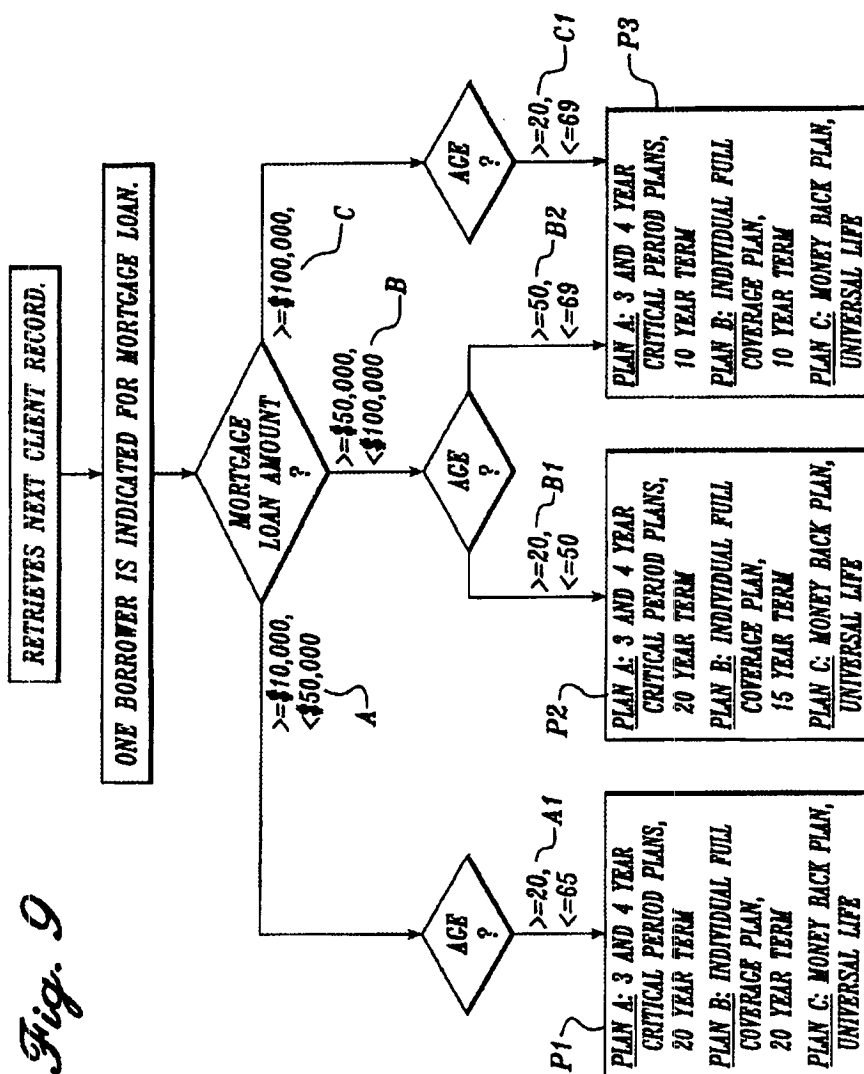 Fig. 9
RETRIEVES NEXT CLIENT RECORD.
ONE BORROWER IS INDICATED FOR MORTGAGE LOAN.
MORTGAGE
LOAN AMOUNT
?
>=$10,000,
<$50,000
A
>=$50,000,
<$100,000
B
>=$100,000,
C
AGE
?
>=20,
<=65
A1
AGE
?
>=20,
<=50
B1
>=50,
<=69
B2
AGE
?
>=20,
<=69
C1
P1
PLAN A: 3 AND 4 YEAR
CRITICAL PERIOD PLANS,
20 YEAR TERM
PLAN B: INDIVIDUAL FULL
COVERAGE PLAN,
20 YEAR TERM
PLAN C: MONEY BACK PLAN,
UNIVERSAL LIFE
P2
PLAN A: 3 AND 4 YEAR
CRITICAL PERIOD PLANS,
20 YEAR TERM
PLAN B: INDIVIDUAL FULL
COVERAGE PLAN,
15 YEAR TERM
PLAN C: MONEY BACK PLAN,
UNIVERSAL LIFE
P3
PLAN A: 3 AND 4 YEAR
CRITICAL PERIOD PLANS,
10 YEAR TERM
PLAN B: INDIVIDUAL FULL
COVERAGE PLAN,
10 YEAR TERM
PLAN C: MONEY BACK PLAN,
UNIVERSAL LIFE